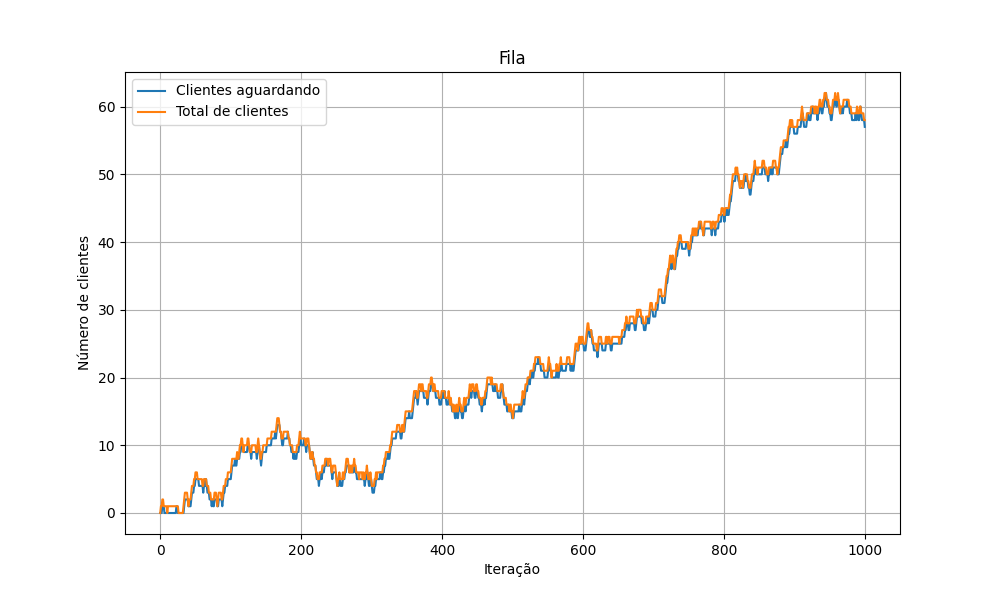 Fila
Clientes aguardando
Total de clientes
Número de clientes
60
50
40
30
20
10
0
0 200 400 600 800 1000
Iteração